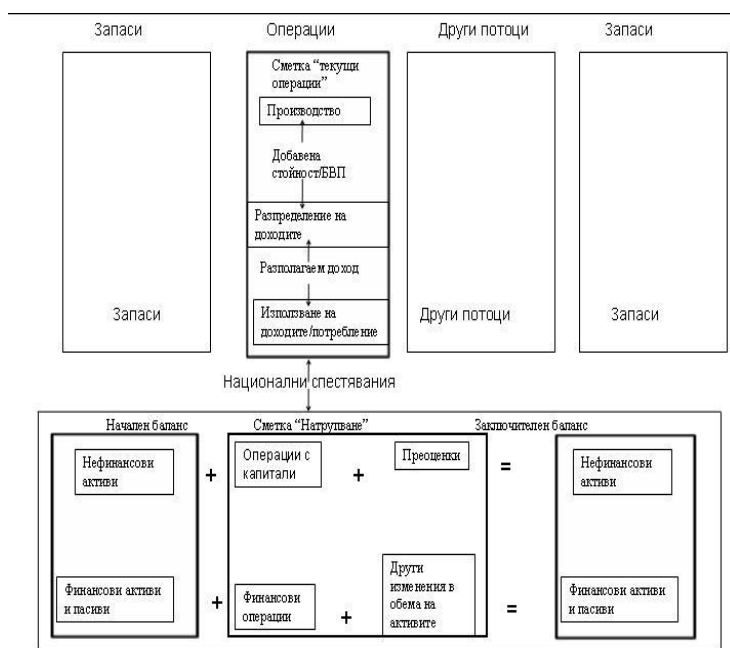 Запаси
Операции
Други потоци
Запаси
Сметка “текущи
операции”
Производство
Добавена
стойност/БВП
Разпределение на
доходите
Разполагаем доход
Използване на
доходите/потребление
Запаси
Други потоци
Запаси
Национални спестявания
Начален баланс
Сметка “Натрупване”
Заключителен баланс
Нефинансови
активи
+
Операции с
капитали
+
Преоценки
=
Нефинансови
активи
Финансови активи
и пасиви
+
Финансови
операции
+
Други
изменения в
обема на
активите
=
Финансови активи
и пасиви